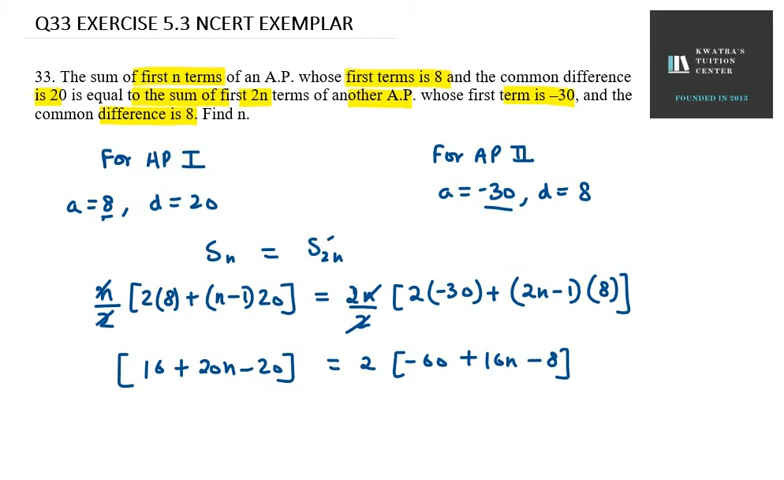 Q33 EXERCISE 5.3 NCERT EXEMPLAR
KWATRA'S
TUITION
CENTER
FOUNDED IN 2013
33. The sum of first n terms of an A.P. whose first terms is 8 and the common difference
is 20 is equal to the sum of first 2n terms of another A.P. whose first term is –30, and the
common difference is 8. Find n.
For AP I
For AP II
a = 8, d = 20
a = -30, d = 8
Sₙ = S'₂ₙ
n/2 [2(8) + (n-1)20] = 2n/2 [2(-30) + (2n-1)(8)]
[16 + 20n - 20] = 2 [-60 + 16n - 8]